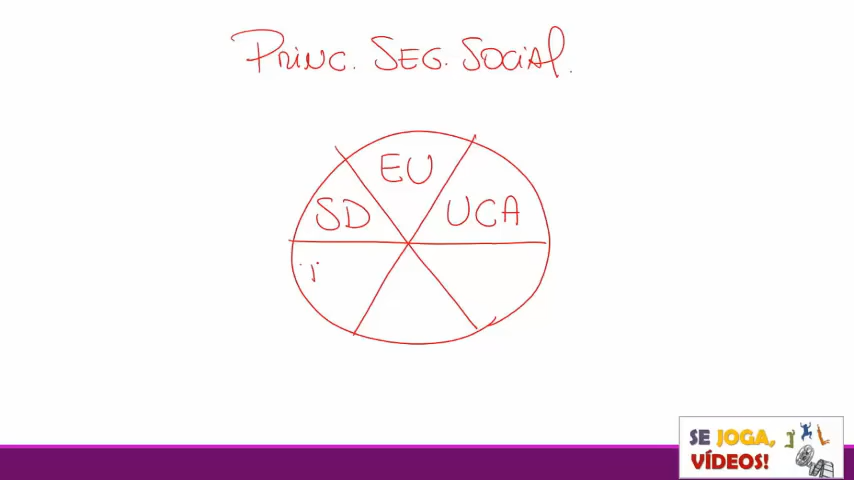 PRINC. SEG. SOCIAL.
EU
SD
UCA
SE JOGA,
VÍDEOS!